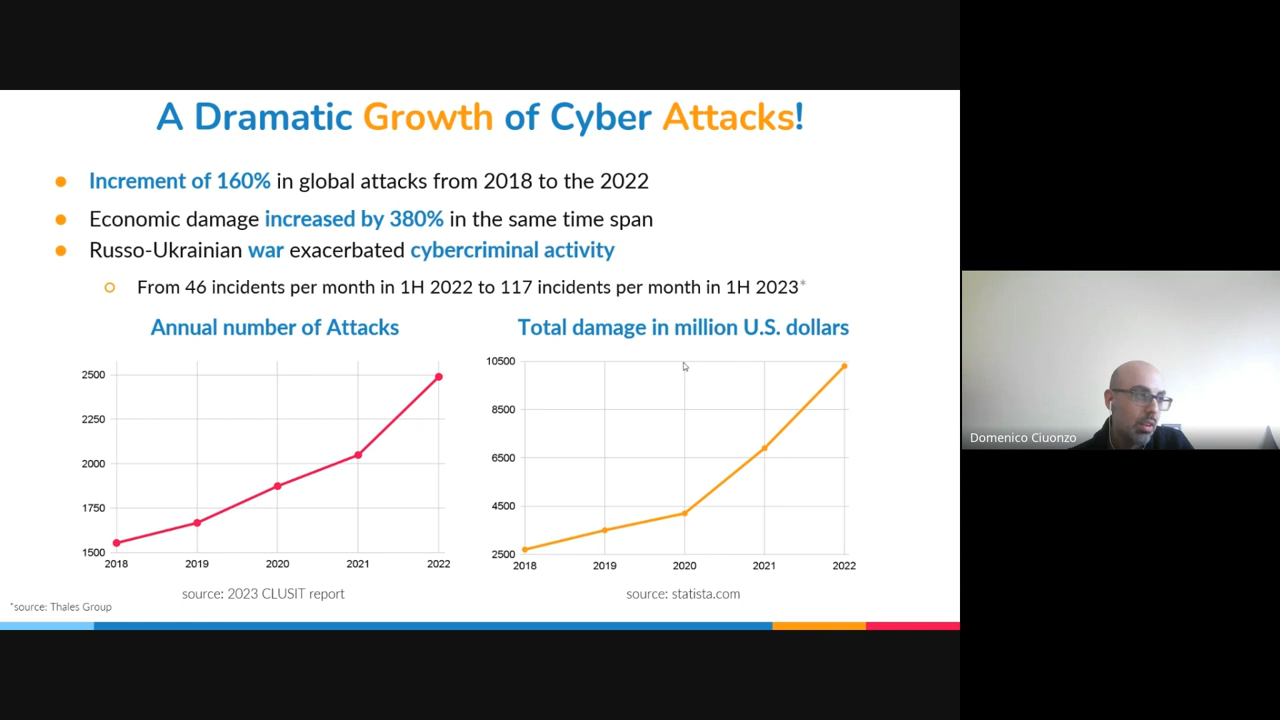 A Dramatic Growth of Cyber Attacks!
Increment of 160% in global attacks from 2018 to the 2022
Economic damage increased by 380% in the same time span
Russo-Ukrainian war exacerbated cybercriminal activity
From 46 incidents per month in 1H 2022 to 117 incidents per month in 1H 2023*
Annual number of Attacks
2500
2250
2000
1750
1500
2018 2019 2020 2021 2022
source: 2023 CLUSIT report
Total damage in million U.S. dollars
10500
8500
6500
4500
2500
2018 2019 2020 2021 2022
source: statista.com
*source: Thales Group
Domenico Ciuonzo